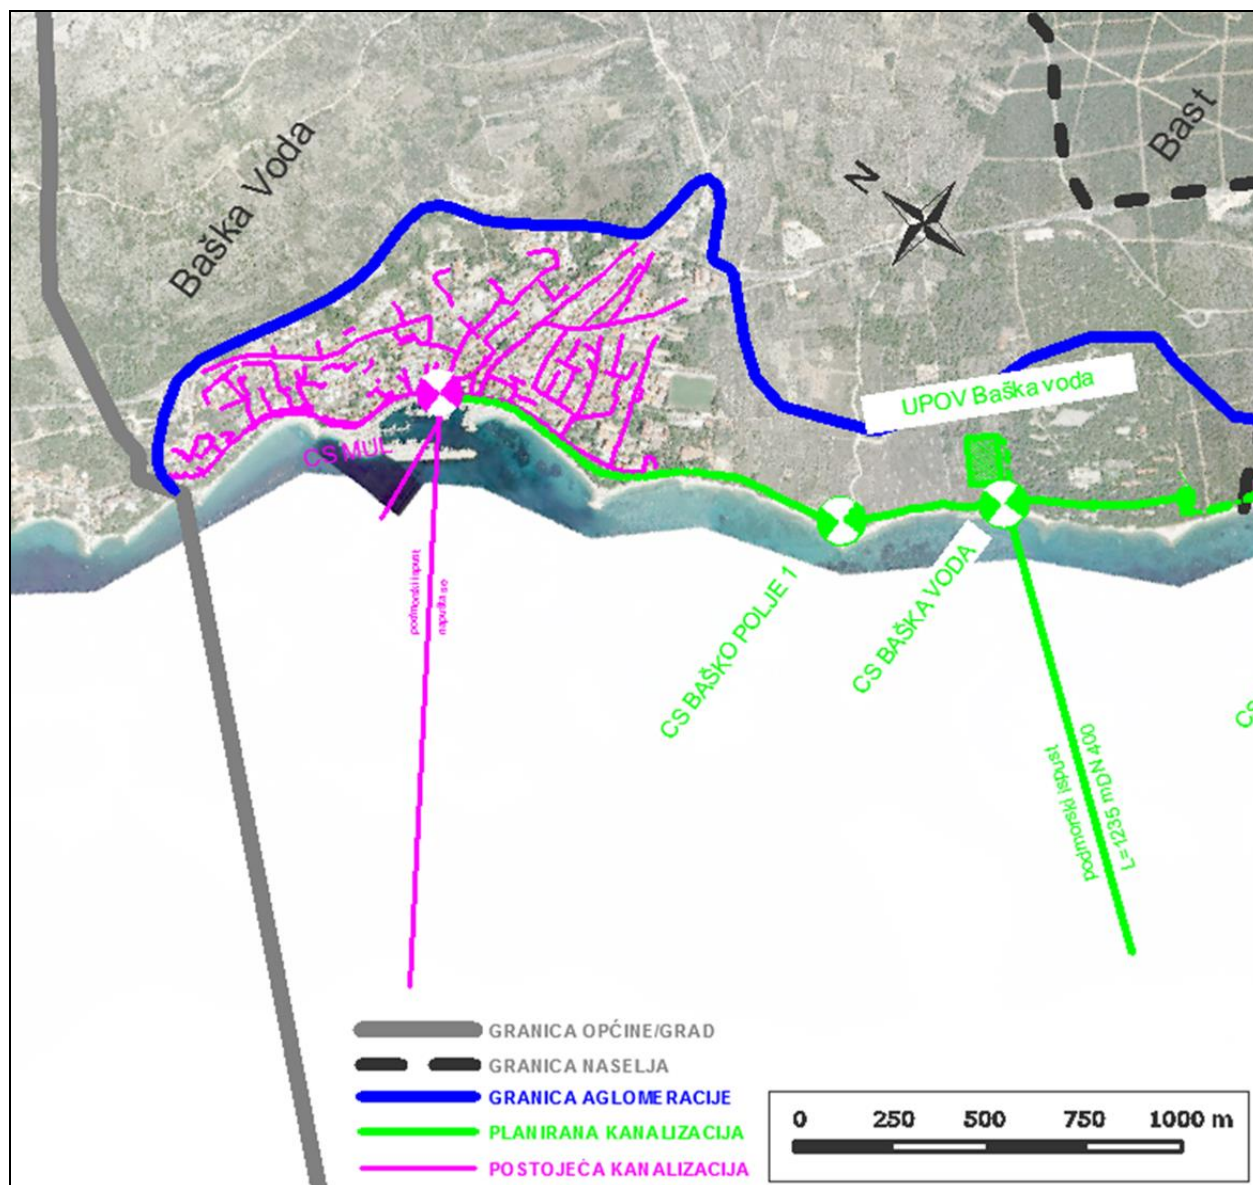 Baška Voda
Bast
N
UPOV Baška voda
CS MUL
podmorski ispust
napušta se
CS BAŠKO POLJE 1
CS BAŠKA VODA
CS
podmorski ispust
L=1235 mDN 400
GRANICA OPĆINE/GRAD
GRANICA NASELJA
GRANICA AGLOMERACIJE
PLANIRANA KANALIZACIJA
POSTOJEĆA KANALIZACIJA
0 250 500 750 1000 m